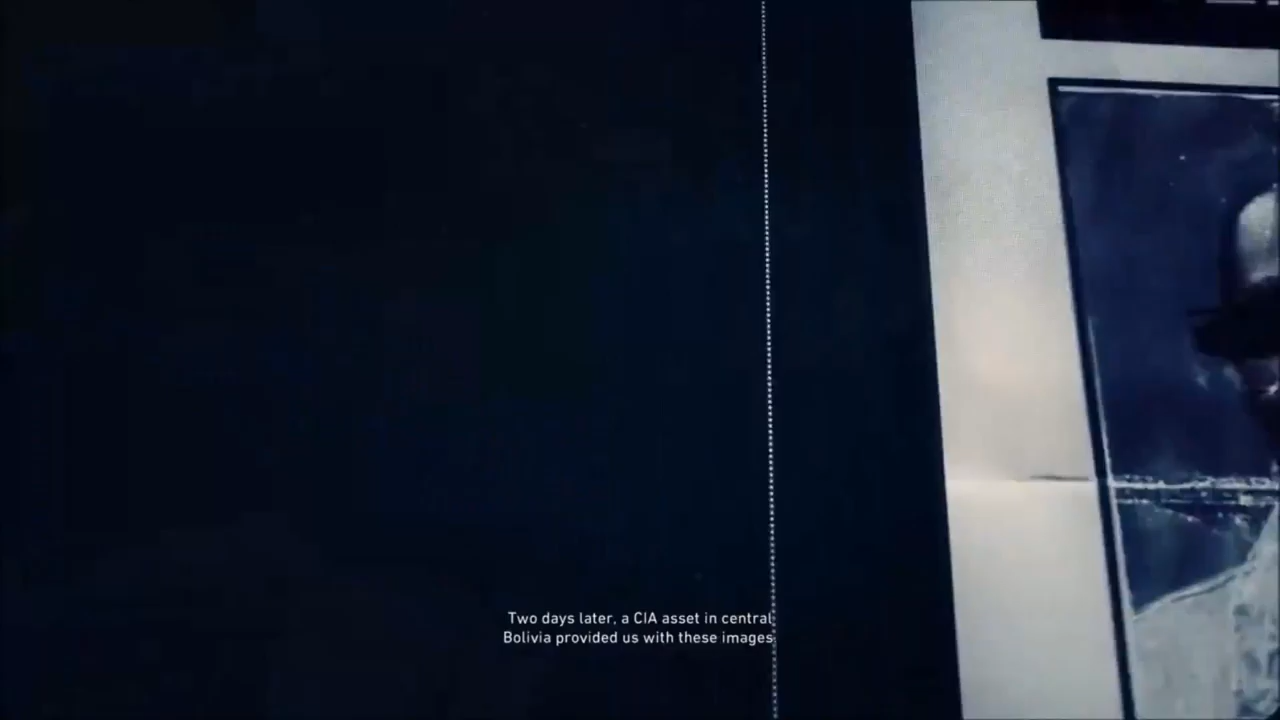 Two days later, a CIA asset in central
Bolivia provided us with these images